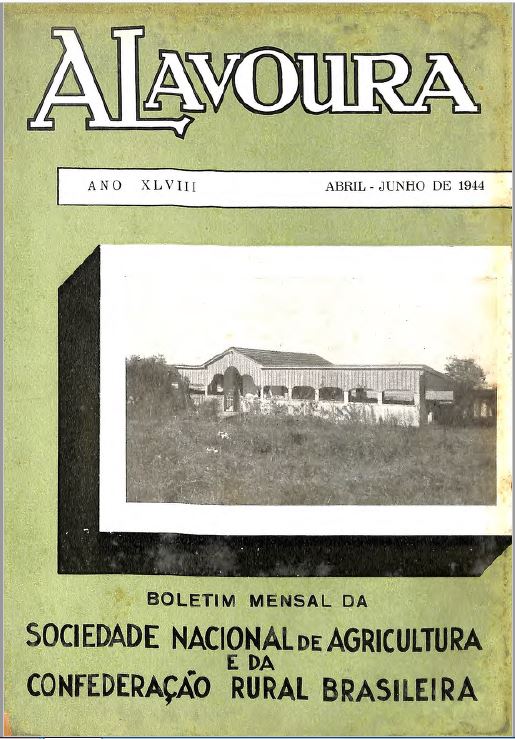 A LAVOURA
ANO XLVIII ABRIL - JUNHO DE 1944
BOLETIM MENSAL DA
SOCIEDADE NACIONAL DE AGRICULTURA
E DA
CONFEDERAÇÃO RURAL BRASILEIRA